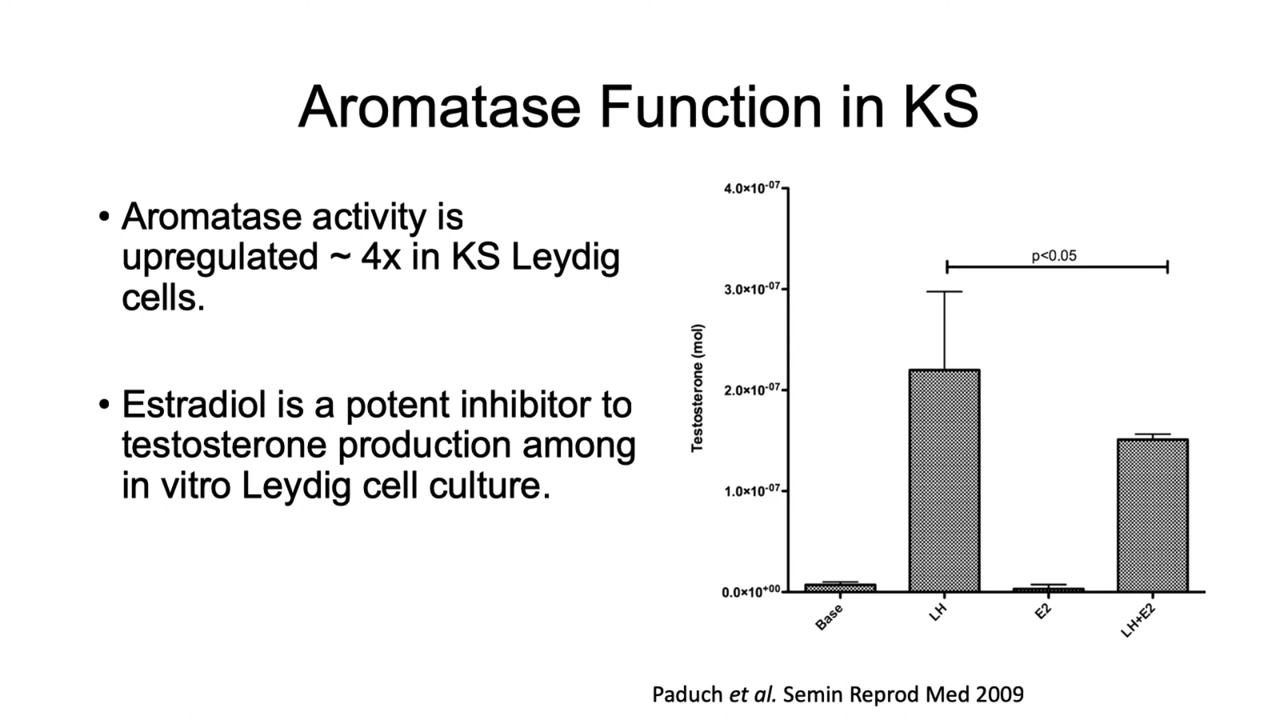 Aromatase Function in KS
• Aromatase activity is
upregulated ~ 4x in KS Leydig
cells.
• Estradiol is a potent inhibitor to
testosterone production among
in vitro Leydig cell culture.
4.0×10⁻⁰⁷
3.0×10⁻⁰⁷
2.0×10⁻⁰⁷
1.0×10⁻⁰⁷
0.0×10⁺⁰⁰
Testosterone (mol)
p<0.05
Base
LH
E2
LH+E2
Paduch et al. Semin Reprod Med 2009